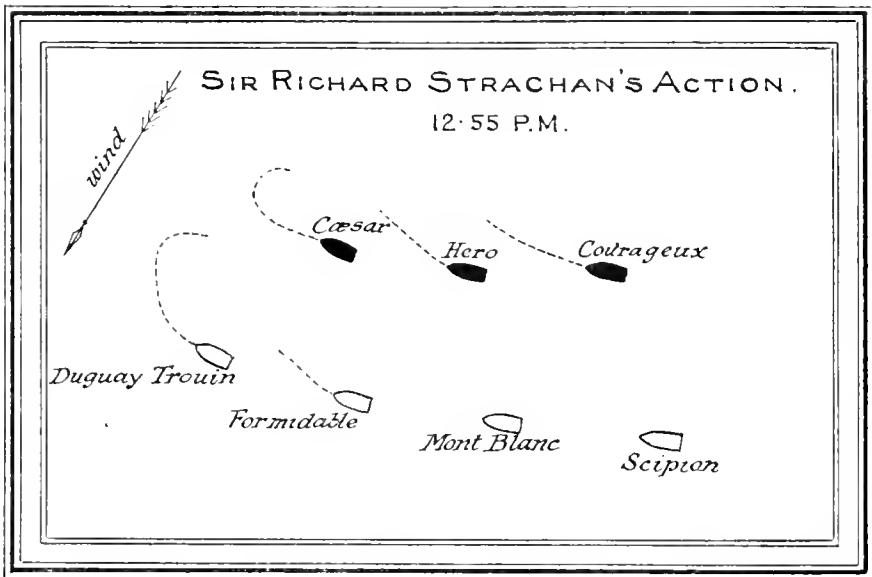 SIR RICHARD STRACHAN'S ACTION.
12·55 P.M.
wind
Cæsar
Hero
Courageux
Duguay Trouin
Formidable
Mont Blanc
Scipion